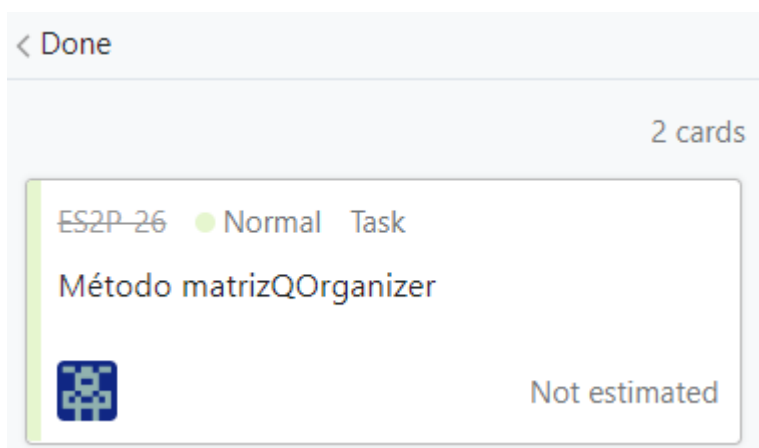 < Done
2 cards
ES2P-26 Normal Task
Método matrizQOrganizer
Not estimated